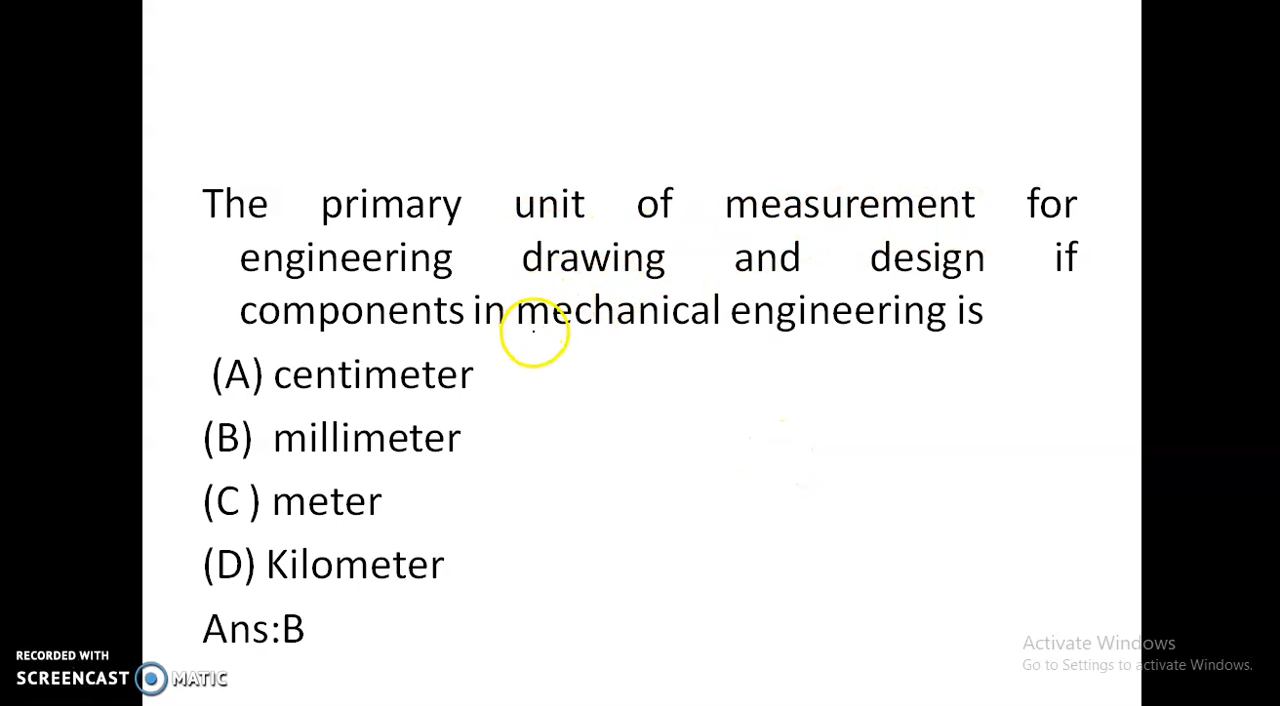 The primary unit of measurement for
engineering drawing and design if
components in mechanical engineering is
(A) centimeter
(B) millimeter
(C ) meter
(D) Kilometer
Ans:B
RECORDED WITH
SCREENCAST MATIC
Activate Windows
Go to Settings to activate Windows.